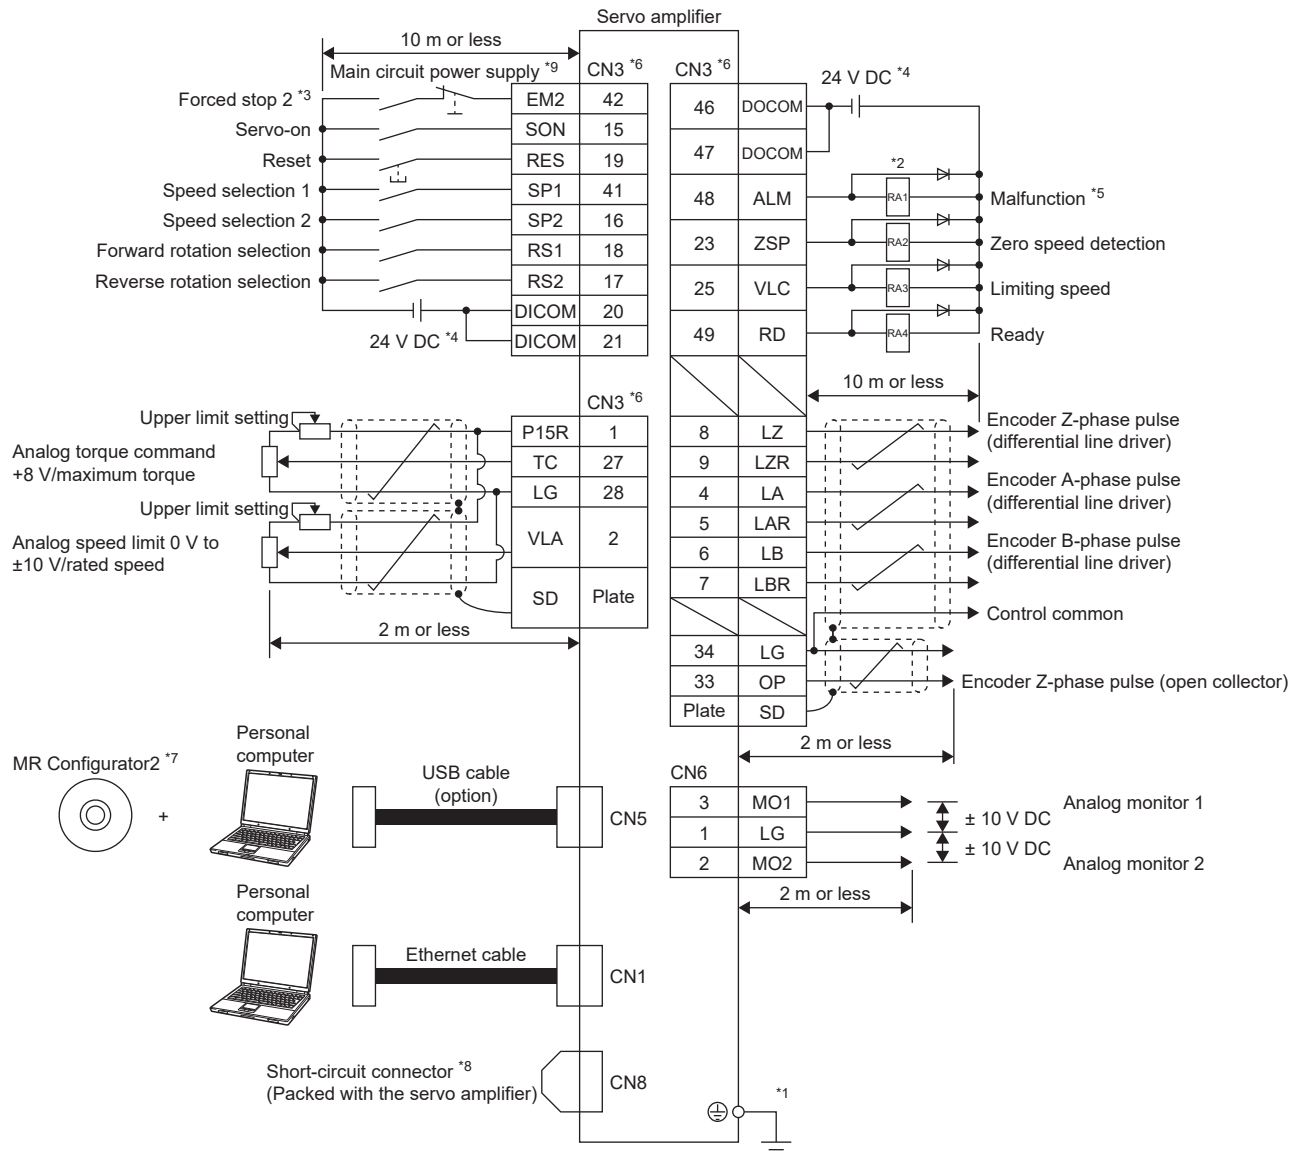 Servo amplifier
10 m or less
Main circuit power supply *9
CN3 *6
Forced stop 2 *3
EM2 42
Servo-on
SON 15
Reset
RES 19
Speed selection 1
SP1 41
Speed selection 2
SP2 16
Forward rotation selection
RS1 18
Reverse rotation selection
RS2 17
DICOM 20
24 V DC *4
DICOM 21
CN3 *6
24 V DC *4
46 DOCOM
47 DOCOM
*2
48 ALM
RA1
Malfunction *5
23 ZSP
RA2
Zero speed detection
25 VLC
RA3
Limiting speed
49 RD
RA4
Ready
10 m or less
CN3 *6
Upper limit setting
P15R 1
Analog torque command
+8 V/maximum torque
TC 27
LG 28
Upper limit setting
Analog speed limit 0 V to
±10 V/rated speed
VLA 2
SD Plate
2 m or less
8 LZ
Encoder Z-phase pulse
(differential line driver)
9 LZR
4 LA
Encoder A-phase pulse
(differential line driver)
5 LAR
6 LB
Encoder B-phase pulse
(differential line driver)
7 LBR
Control common
34 LG
33 OP
Encoder Z-phase pulse (open collector)
Plate SD
2 m or less
MR Configurator2 *7
+
Personal
computer
USB cable
(option)
CN5
CN6
3 MO1
Analog monitor 1
± 10 V DC
1 LG
± 10 V DC
2 MO2
Analog monitor 2
2 m or less
Personal
computer
Ethernet cable
CN1
Short-circuit connector *8
(Packed with the servo amplifier)
CN8
*1